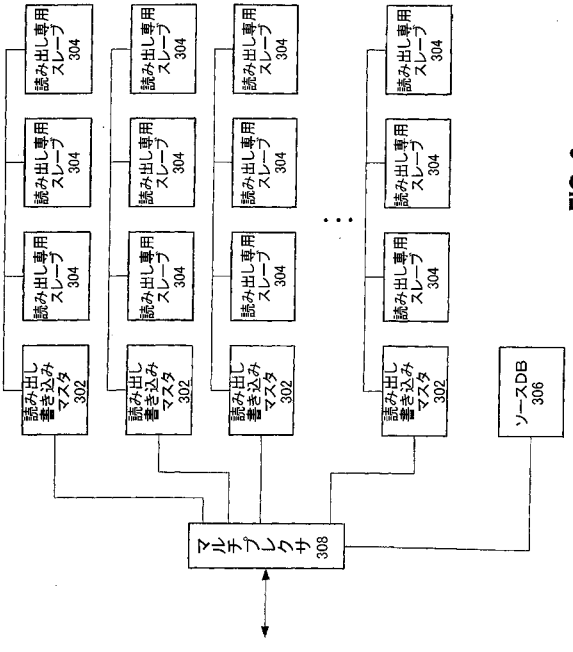 マルチプレクサ
308
読み出し
書き込み
マスタ
302
読み出し専用
スレーブ
304
読み出し専用
スレーブ
304
読み出し専用
スレーブ
304
読み出し
書き込み
マスタ
302
読み出し専用
スレーブ
304
読み出し専用
スレーブ
304
読み出し専用
スレーブ
304
読み出し
書き込み
マスタ
302
読み出し専用
スレーブ
304
読み出し専用
スレーブ
304
読み出し専用
スレーブ
304
読み出し
書き込み
マスタ
302
読み出し専用
スレーブ
304
読み出し専用
スレーブ
304
読み出し専用
スレーブ
304
ソースDB
306